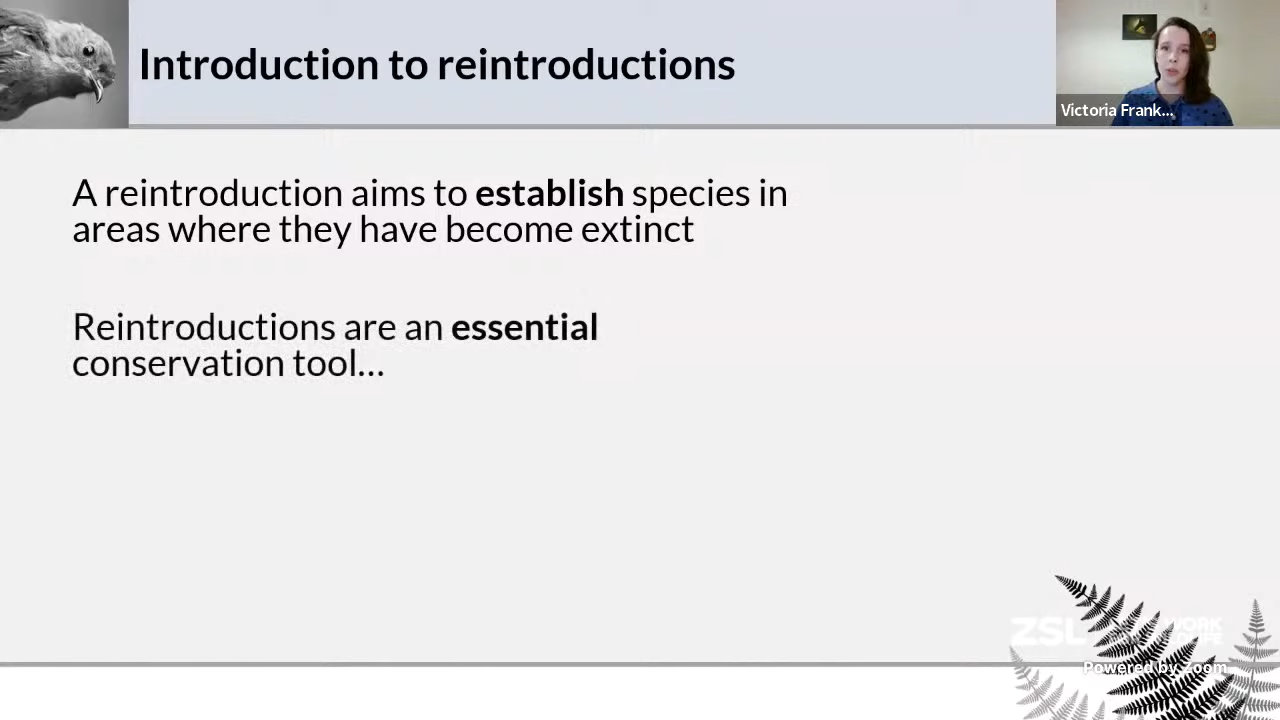 Introduction to reintroductions
Victoria Frank...
A reintroduction aims to establish species in
areas where they have become extinct
Reintroductions are an essential
conservation tool...
ZSL
Powered by Zoom